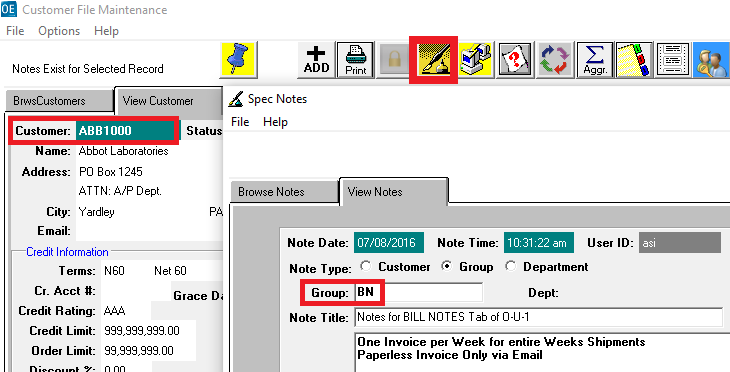 OE Customer File Maintenance
File Options Help
Notes Exist for Selected Record
ADD
Print
Σ Aggr.
BrwsCustomers View Customer
Customer: ABB1000 Status
Name: Abbot Laboratories
Address: PO Box 1245
ATTN: A/P Dept.
City: Yardley PA
Email:
Credit Information
Terms: N60 Net 60
Cr. Acct #: Grace Da
Credit Rating: AAA
Credit Limit: 999,999,999.00
Order Limit: 99,999,999.00
Discount %: 0.00
Spec Notes
File Help
Browse Notes View Notes
Note Date: 07/08/2016 Note Time: 10:31:22 am User ID: asi
Note Type: Customer Group Department
Group: BN Dept:
Note Title: Notes for BILL NOTES Tab of O-U-1
One Invoice per Week for entire Weeks Shipments
Paperless Invoice Only via Email